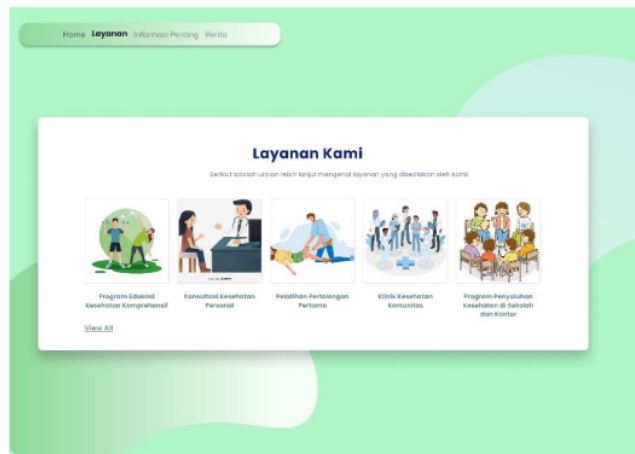 Home Layanan Informasi Penting Berita
Layanan Kami
Berikut adalah uraian lebih lanjut mengenai layanan yang disediakan oleh kami:
Program Edukasi
Kesehatan Komprehensif
Konsultasi Kesehatan
Personal
Pelatihan Pertolongan
Pertama
Klinik Kesehatan
Komunitas
Program Penyuluhan
Kesehatan di Sekolah
dan Kantor
View All